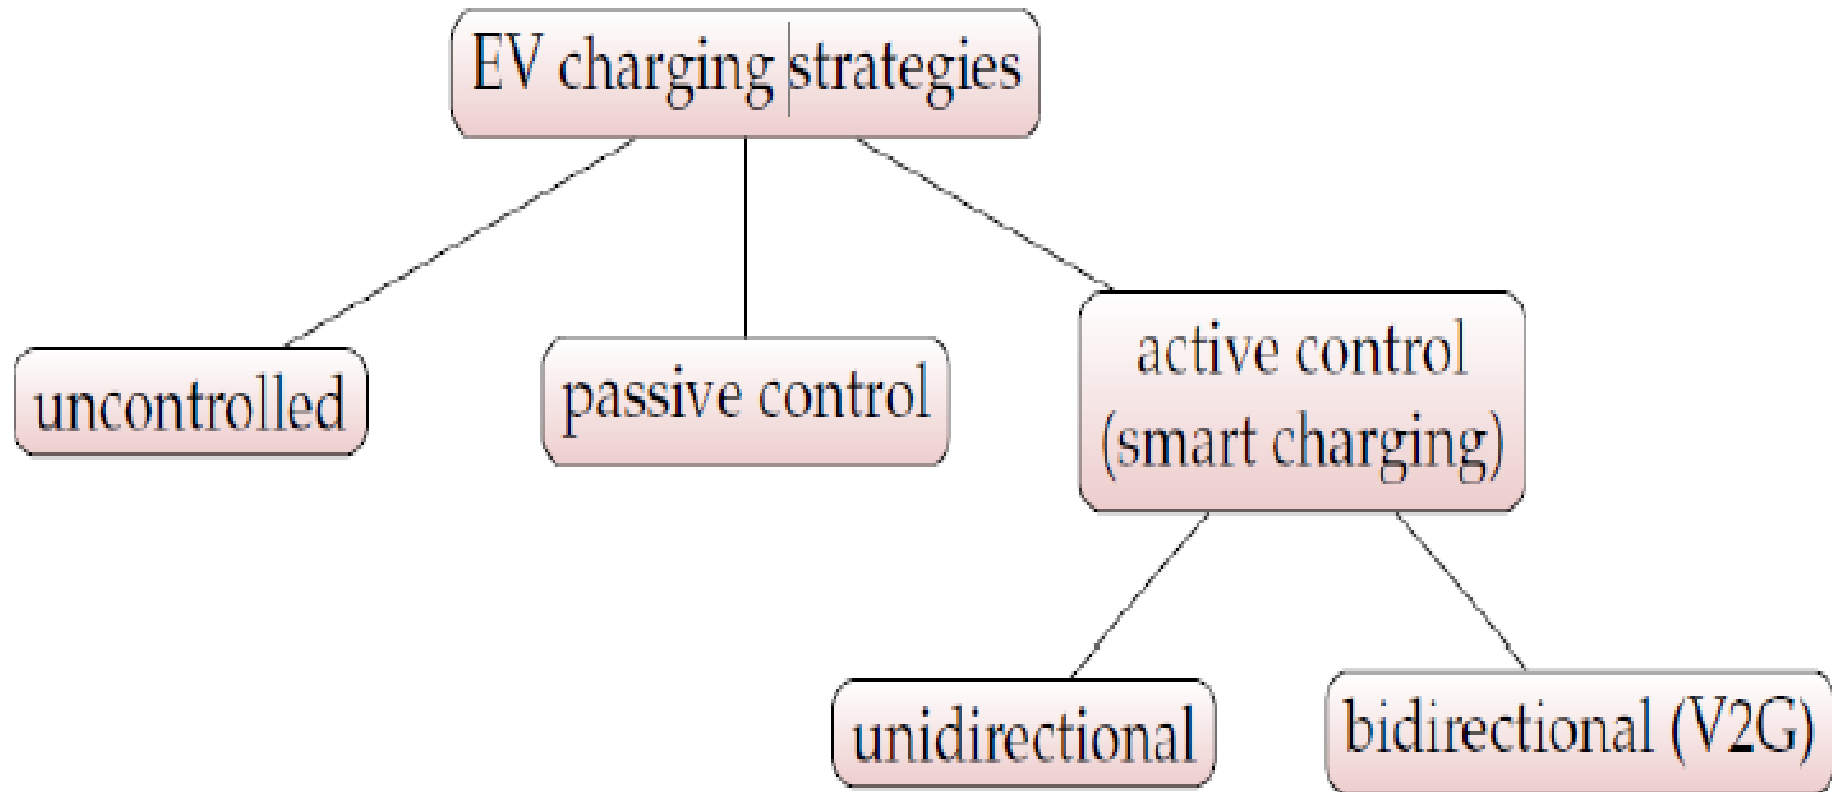 EV charging strategies
uncontrolled
passive control
active control
(smart charging)
unidirectional
bidirectional (V2G)